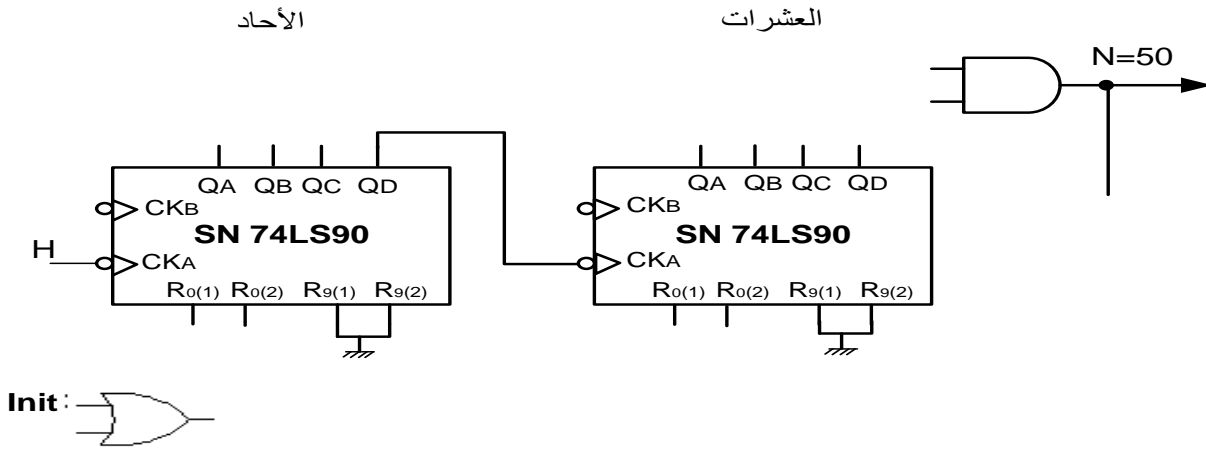 الأحاد
العشرات
N=50
QA QB QC QD
CKB
SN 74LS90
H
CKA
R0(1) R0(2) R9(1) R9(2)
QA QB QC QD
CKB
SN 74LS90
CKA
R0(1) R0(2) R9(1) R9(2)
Init :